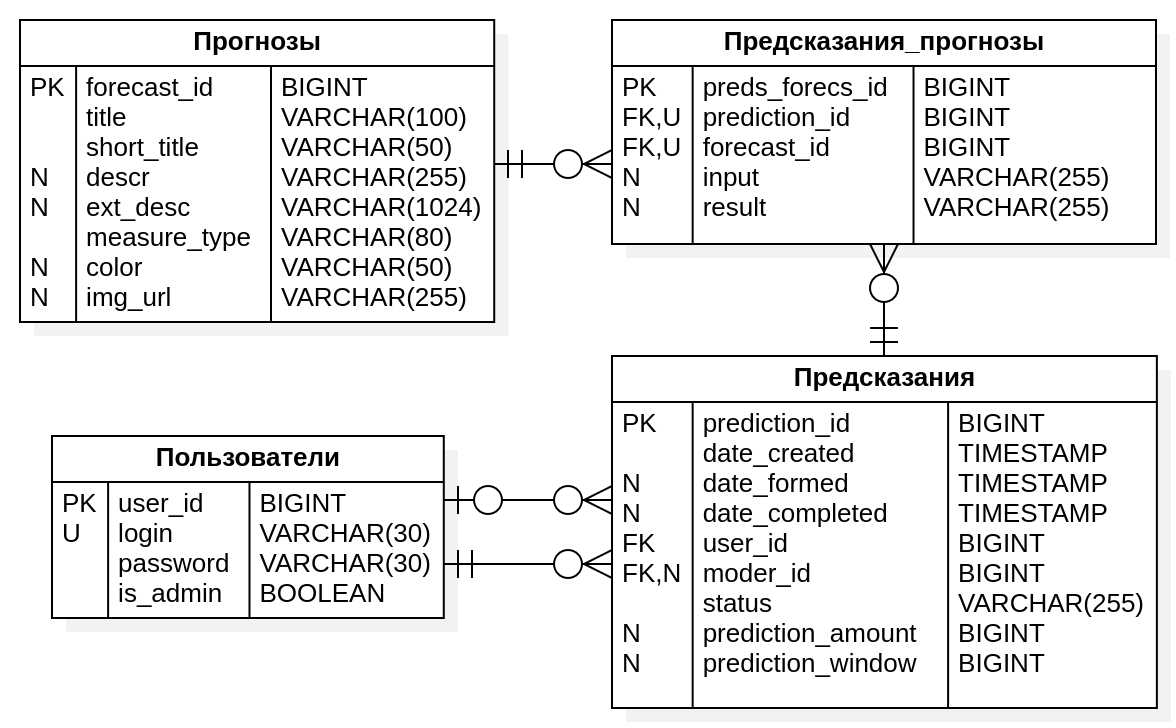 Прогнозы
PK forecast_id BIGINT
title VARCHAR(100)
short_title VARCHAR(50)
N descr VARCHAR(255)
N ext_desc VARCHAR(1024)
measure_type VARCHAR(80)
N color VARCHAR(50)
N img_url VARCHAR(255)
Предсказания_прогнозы
PK preds_forecs_id BIGINT
FK,U prediction_id BIGINT
FK,U forecast_id BIGINT
N input VARCHAR(255)
N result VARCHAR(255)
Пользователи
PK user_id BIGINT
U login VARCHAR(30)
password VARCHAR(30)
is_admin BOOLEAN
Предсказания
PK prediction_id BIGINT
date_created TIMESTAMP
N date_formed TIMESTAMP
N date_completed TIMESTAMP
FK user_id BIGINT
FK,N moder_id BIGINT
status VARCHAR(255)
N prediction_amount BIGINT
N prediction_window BIGINT